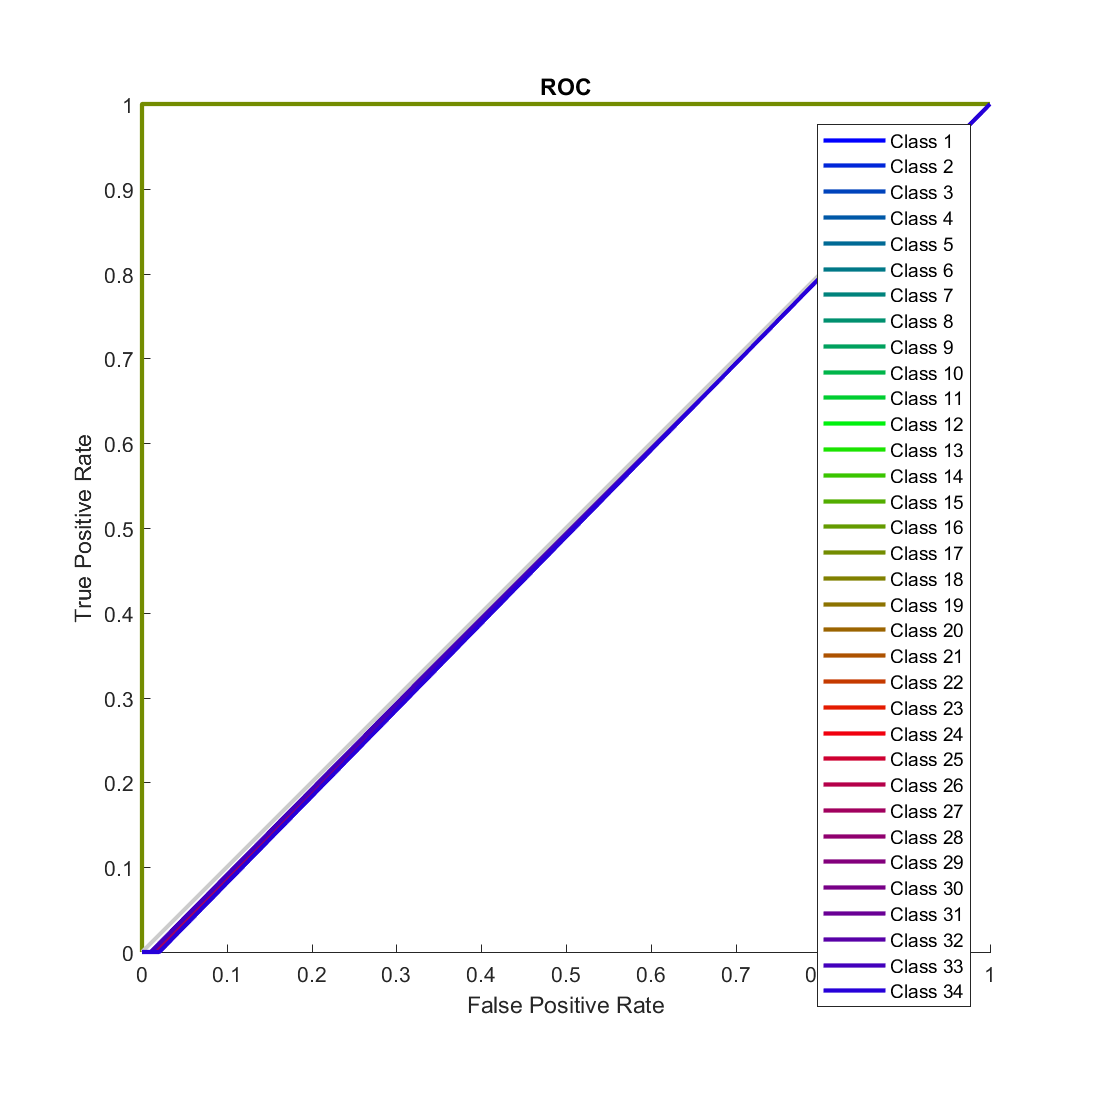 ROC
1
0.9
0.8
0.7
0.6
0.5
0.4
0.3
0.2
0.1
0
True Positive Rate
Class 1
Class 2
Class 3
Class 4
Class 5
Class 6
Class 7
Class 8
Class 9
Class 10
Class 11
Class 12
Class 13
Class 14
Class 15
Class 16
Class 17
Class 18
Class 19
Class 20
Class 21
Class 22
Class 23
Class 24
Class 25
Class 26
Class 27
Class 28
Class 29
Class 30
Class 31
Class 32
Class 33
Class 34
0 0.1 0.2 0.3 0.4 0.5 0.6 0.7 1
False Positive Rate